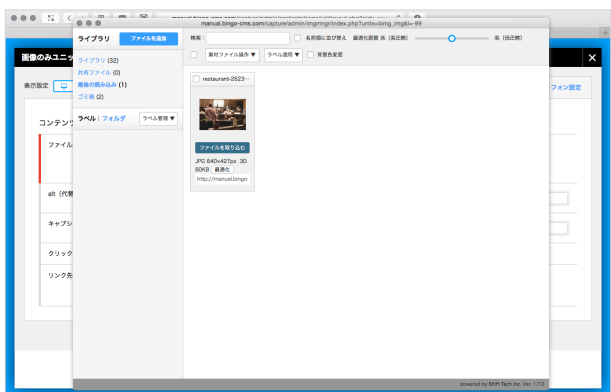 manual.bingo-cms.com/capture/admin/imgmgr/index.php?units=bimg_img&i=-99
画像のみユニッ
ライブラリ
ファイルを追加
検索：
名前順に並び替え
最適化画質 低（高圧縮）
高（低圧縮）
素材ファイル操作 ▼
ラベル適用 ▼
背景色変更
ライブラリ (32)
共有ファイル (0)
最後の読み込み (1)
ゴミ箱 (2)
表示設定
フォン設定
restaurant-2623…
ラベル | フォルダ
ラベル管理 ▼
コンテンツ
ファイル
ファイルを取り込む
JPG 640x427px 30.
60KB 最適化
http://manual.bingo
alt（代替
キャプシ
クリック
リンク先
powered by Shift Tech Inc. Ver. 1.7.0